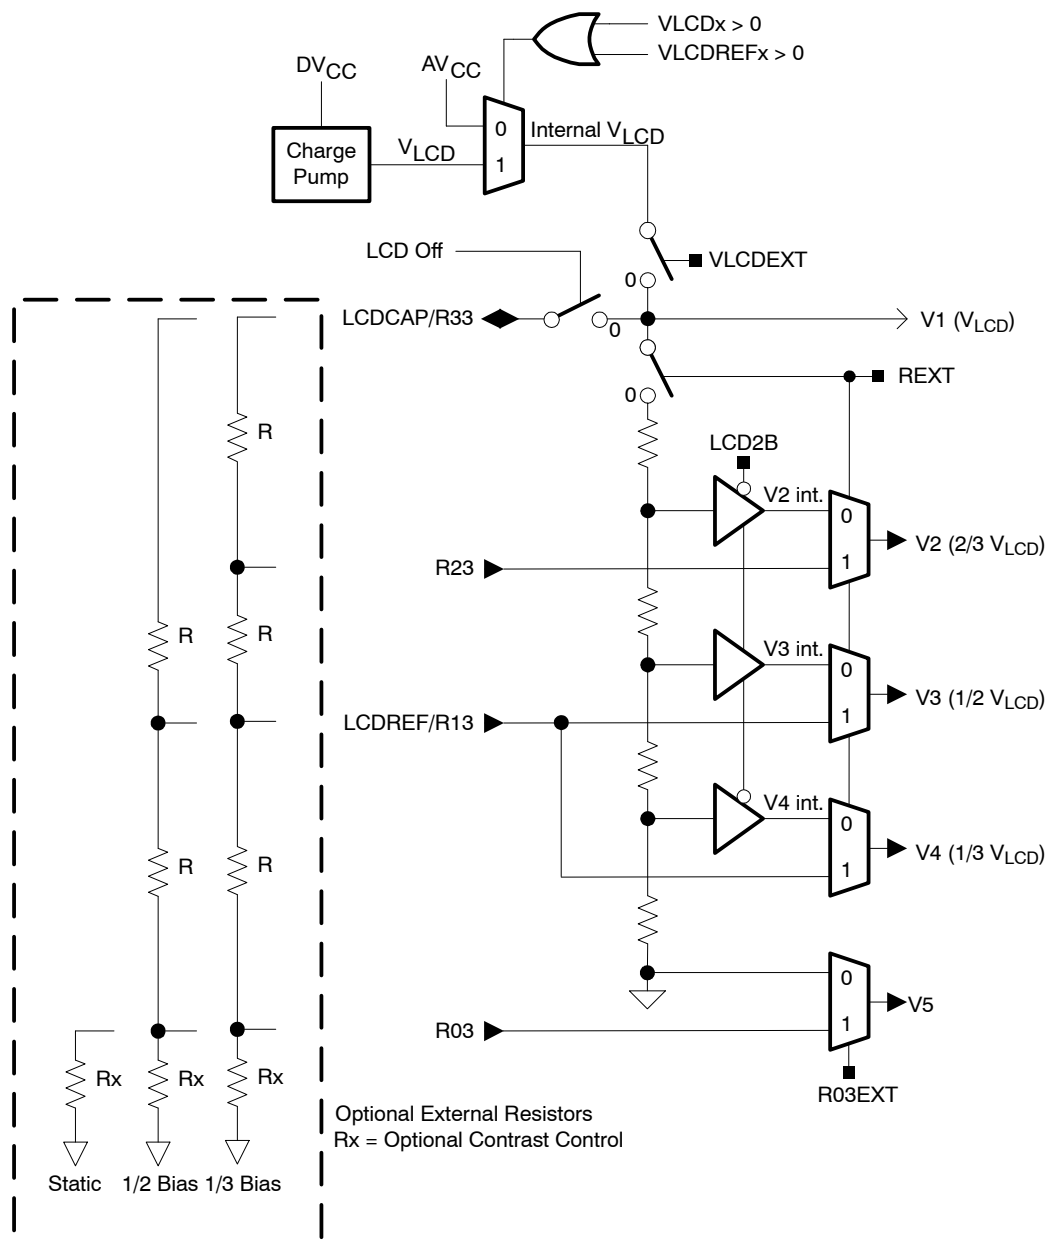 VLCDx > 0
VLCDREFx > 0
DVCC
AVCC
Charge
Pump
VLCD
0
1
Internal VLCD
LCD Off
VLCDEXT
0
LCDCAP/R33
0
V1 (VLCD)
REXT
0
LCD2B
V2 int.
0
1
V2 (2/3 VLCD)
R23
V3 int.
0
1
V3 (1/2 VLCD)
LCDREF/R13
V4 int.
0
1
V4 (1/3 VLCD)
0
1
V5
R03
R03EXT
R
R
R
R
R
Rx
Rx
Rx
Static
1/2 Bias
1/3 Bias
Optional External Resistors
Rx = Optional Contrast Control